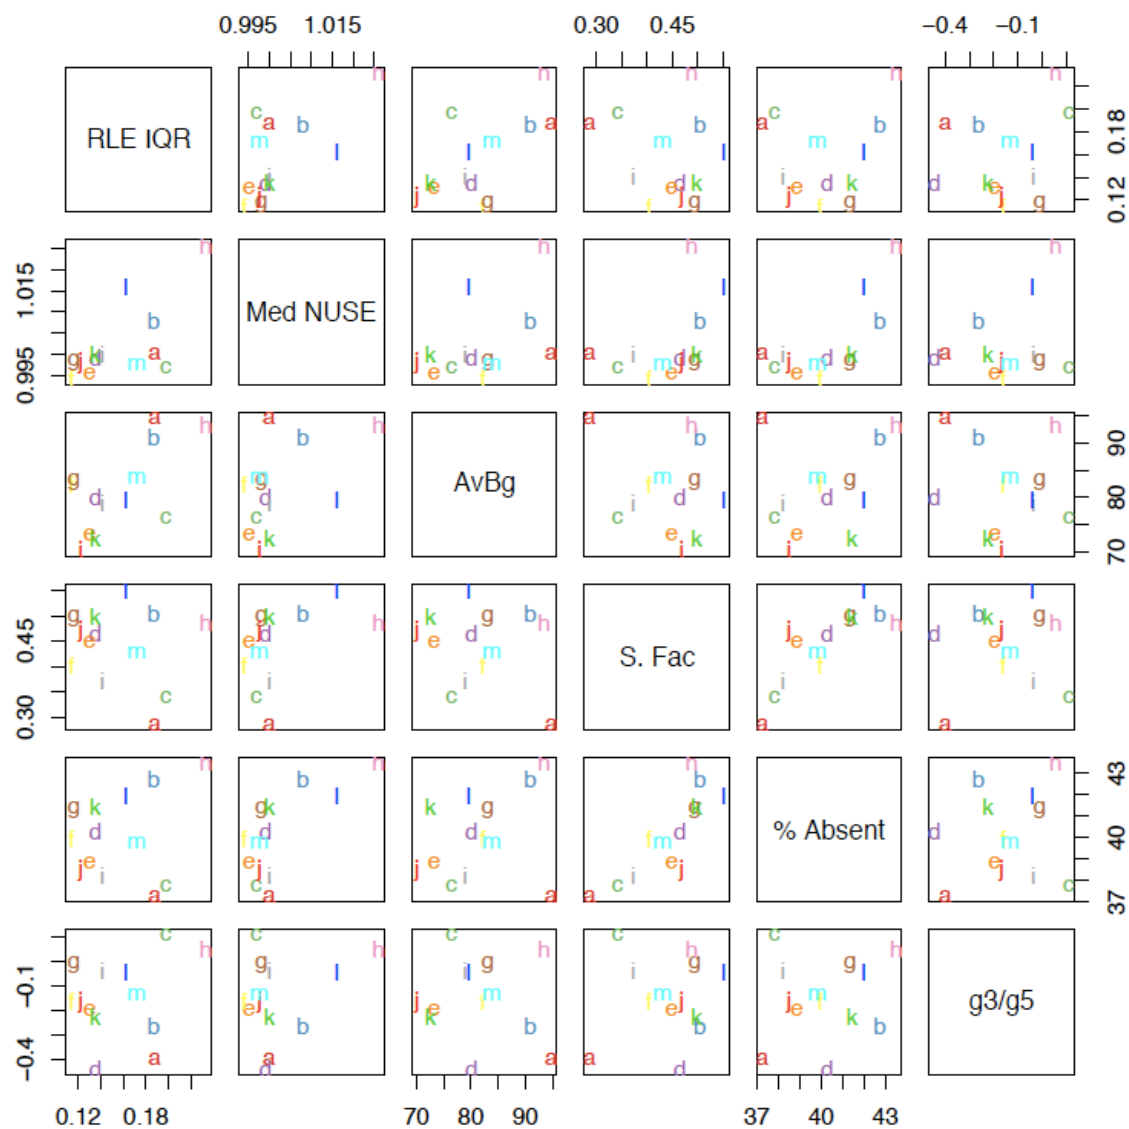 0.995 1.015 0.30 0.45 −0.4 −0.1
h h h h h
c c c c c
a b b a a b b a b
RLE IQR m m m m m
l l l l l
i i i i i
e d k k e d e d k e d k d k e
j j j j j
f g f g f g f g f g
0.12 0.18
h h h h h
l l l l l
b Med NUSE b b b b
g j f e k d i m a c
k j e c d i g f m b a
a c i f m e j d g k
a c i j e m f d k g
d a k e j f m i g c
0.995 1.015
a a a a
h h h h
b b b b
g f m f g m AvBg f m g m f g m f g
d i l d i l i d l i d l d i l
c c c c c
e k e k e k e k k e
j j j j j
70 80 90
l l l l l
g k b g k b k g b g k b b k g
j d h j d h j d h S. Fac j d h d j h
e e e e e
m m m m m
f f f f f
i i i i i
c c c c c
a a a a a
0.30 0.45
h h h h h
b b b b b
l l l l l
g k g k k g g k % Absent k g
d d d d d
f m f m f m f m f m
e e e e e
j i j i j i i j j i
a c c a c a a c a c
37 40 43
c c c c c
h h h h h
g g g g g
i l i l i l i l i l
m m m m m g3/g5
f j e f j e j e f f e j j e f
k k k k k
b b b b b
a a a a a
d d d d d
−0.4 −0.1
0.12 0.18 70 80 90 37 40 43